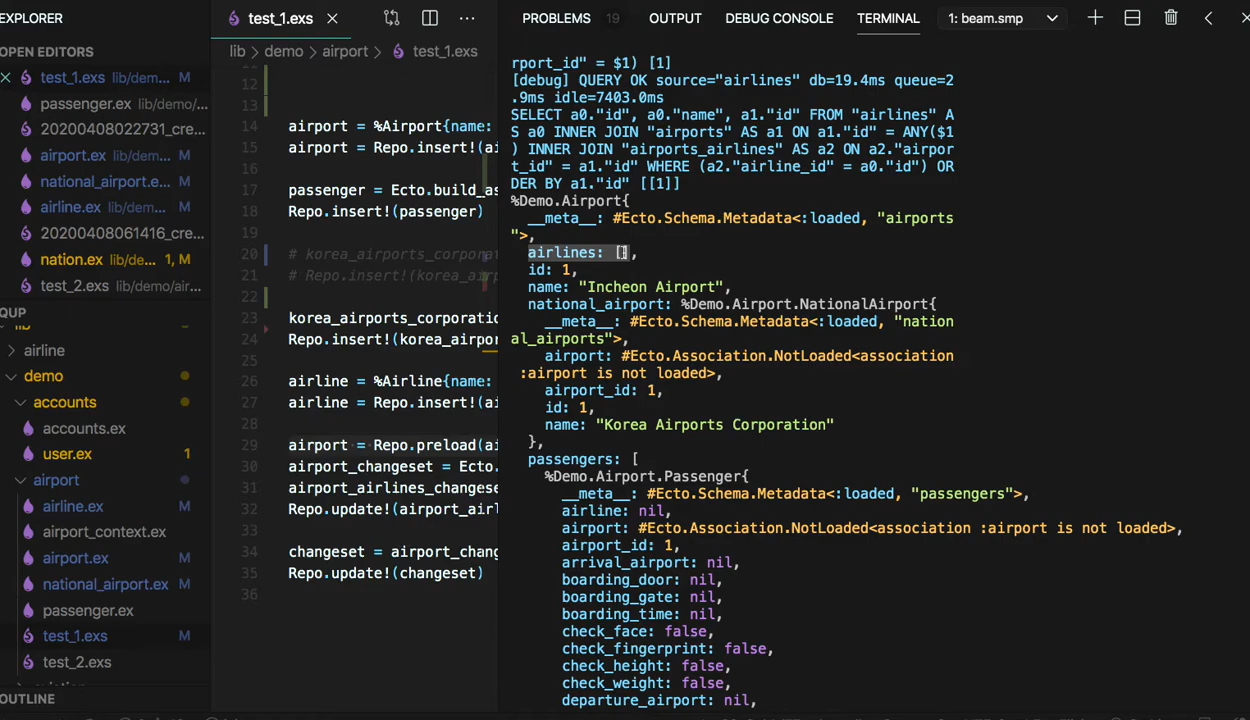 EXPLORER
OPEN EDITORS
test_1.exs lib/dem... M
passenger.ex lib/demo/...
20200408022731_cre...
airport.ex lib/dem... M
national_airport.e... M
airline.ex lib/dem... M
20200408061416_cre...
nation.ex lib/de... 1, M
test_2.exs lib/demo/air...
QUP
lib
airline
demo
accounts
accounts.ex
user.ex 1
airport
airline.ex M
airport_context.ex
airport.ex M
national_airport.ex M
passenger.ex
test_1.exs M
test_2.exs
OUTLINE
test_1.exs
lib > demo > airport > test_1.exs
12
13
14 airport = %Airport{name:
15 airport = Repo.insert!(ai
16
17 passenger = Ecto.build_as
18 Repo.insert!(passenger)
19
20 # korea_airports_corporat
21 # Repo.insert!(korea_airp
22
23 korea_airports_corporatio
24 Repo.insert!(korea_airpor
25
26 airline = %Airline{name:
27 airline = Repo.insert!(ai
28
29 airport = Repo.preload(ai
30 airport_changeset = Ecto.
31 airport_airlines_changese
32 Repo.update!(airport_airl
33
34 changeset = airport_chang
35 Repo.update!(changeset)
36
PROBLEMS 19 OUTPUT DEBUG CONSOLE TERMINAL 1: beam.smp
rport_id" = $1) [1]
[debug] QUERY OK source="airlines" db=19.4ms queue=2
.9ms idle=7403.0ms
SELECT a0."id", a0."name", a1."id" FROM "airlines" A
S a0 INNER JOIN "airports" AS a1 ON a1."id" = ANY($1
) INNER JOIN "airports_airlines" AS a2 ON a2."airpor
t_id" = a1."id" WHERE (a2."airline_id" = a0."id") OR
DER BY a1."id" [[1]]
%Demo.Airport{
__meta__: #Ecto.Schema.Metadata<:loaded, "airports
">,
airlines: [],
id: 1,
name: "Incheon Airport",
national_airport: %Demo.Airport.NationalAirport{
__meta__: #Ecto.Schema.Metadata<:loaded, "nation
al_airports">,
airport: #Ecto.Association.NotLoaded<association
:airport is not loaded>,
airport_id: 1,
id: 1,
name: "Korea Airports Corporation"
},
passengers: [
%Demo.Airport.Passenger{
__meta__: #Ecto.Schema.Metadata<:loaded, "passengers">,
airline: nil,
airport: #Ecto.Association.NotLoaded<association :airport is not loaded>,
airport_id: 1,
arrival_airport: nil,
boarding_door: nil,
boarding_gate: nil,
boarding_time: nil,
check_face: false,
check_fingerprint: false,
check_height: false,
check_weight: false,
departure_airport: nil,